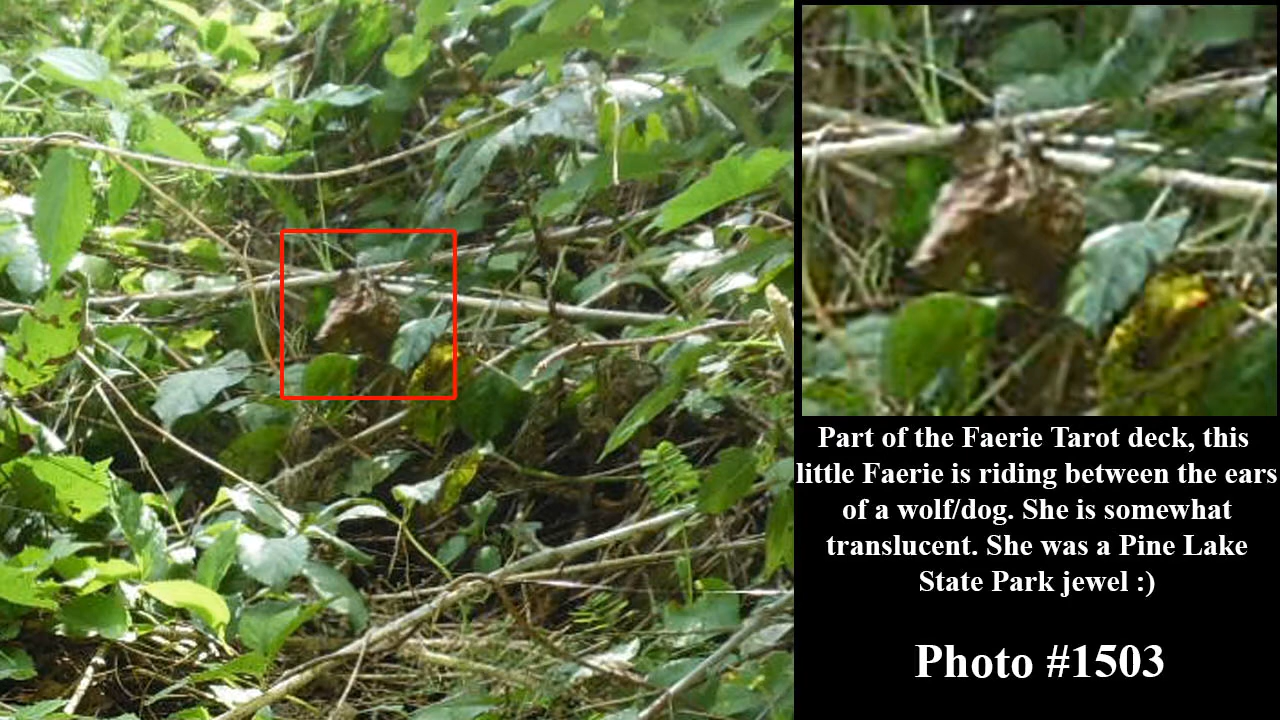 Part of the Faerie Tarot deck, this
little Faerie is riding between the ears
of a wolf/dog. She is somewhat
translucent. She was a Pine Lake
State Park jewel :)
Photo #1503